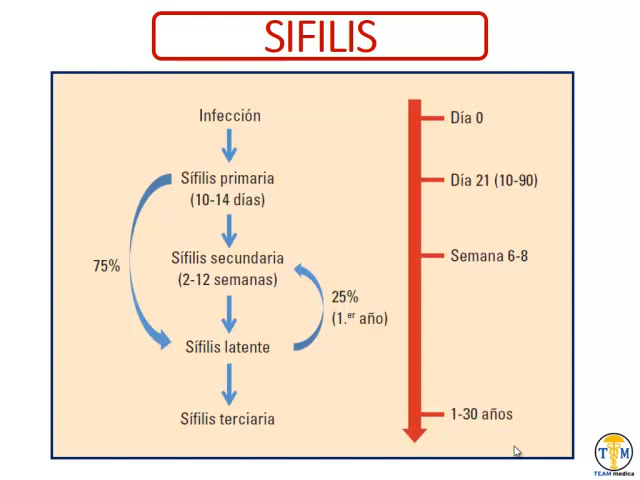 SIFILIS
Infección
Día 0
Sífilis primaria
(10-14 días)
Día 21 (10-90)
75%
Sífilis secundaria
(2-12 semanas)
Semana 6-8
25%
(1.er año)
Sífilis latente
Sífilis terciaria
1-30 años
T M
TEAM medica